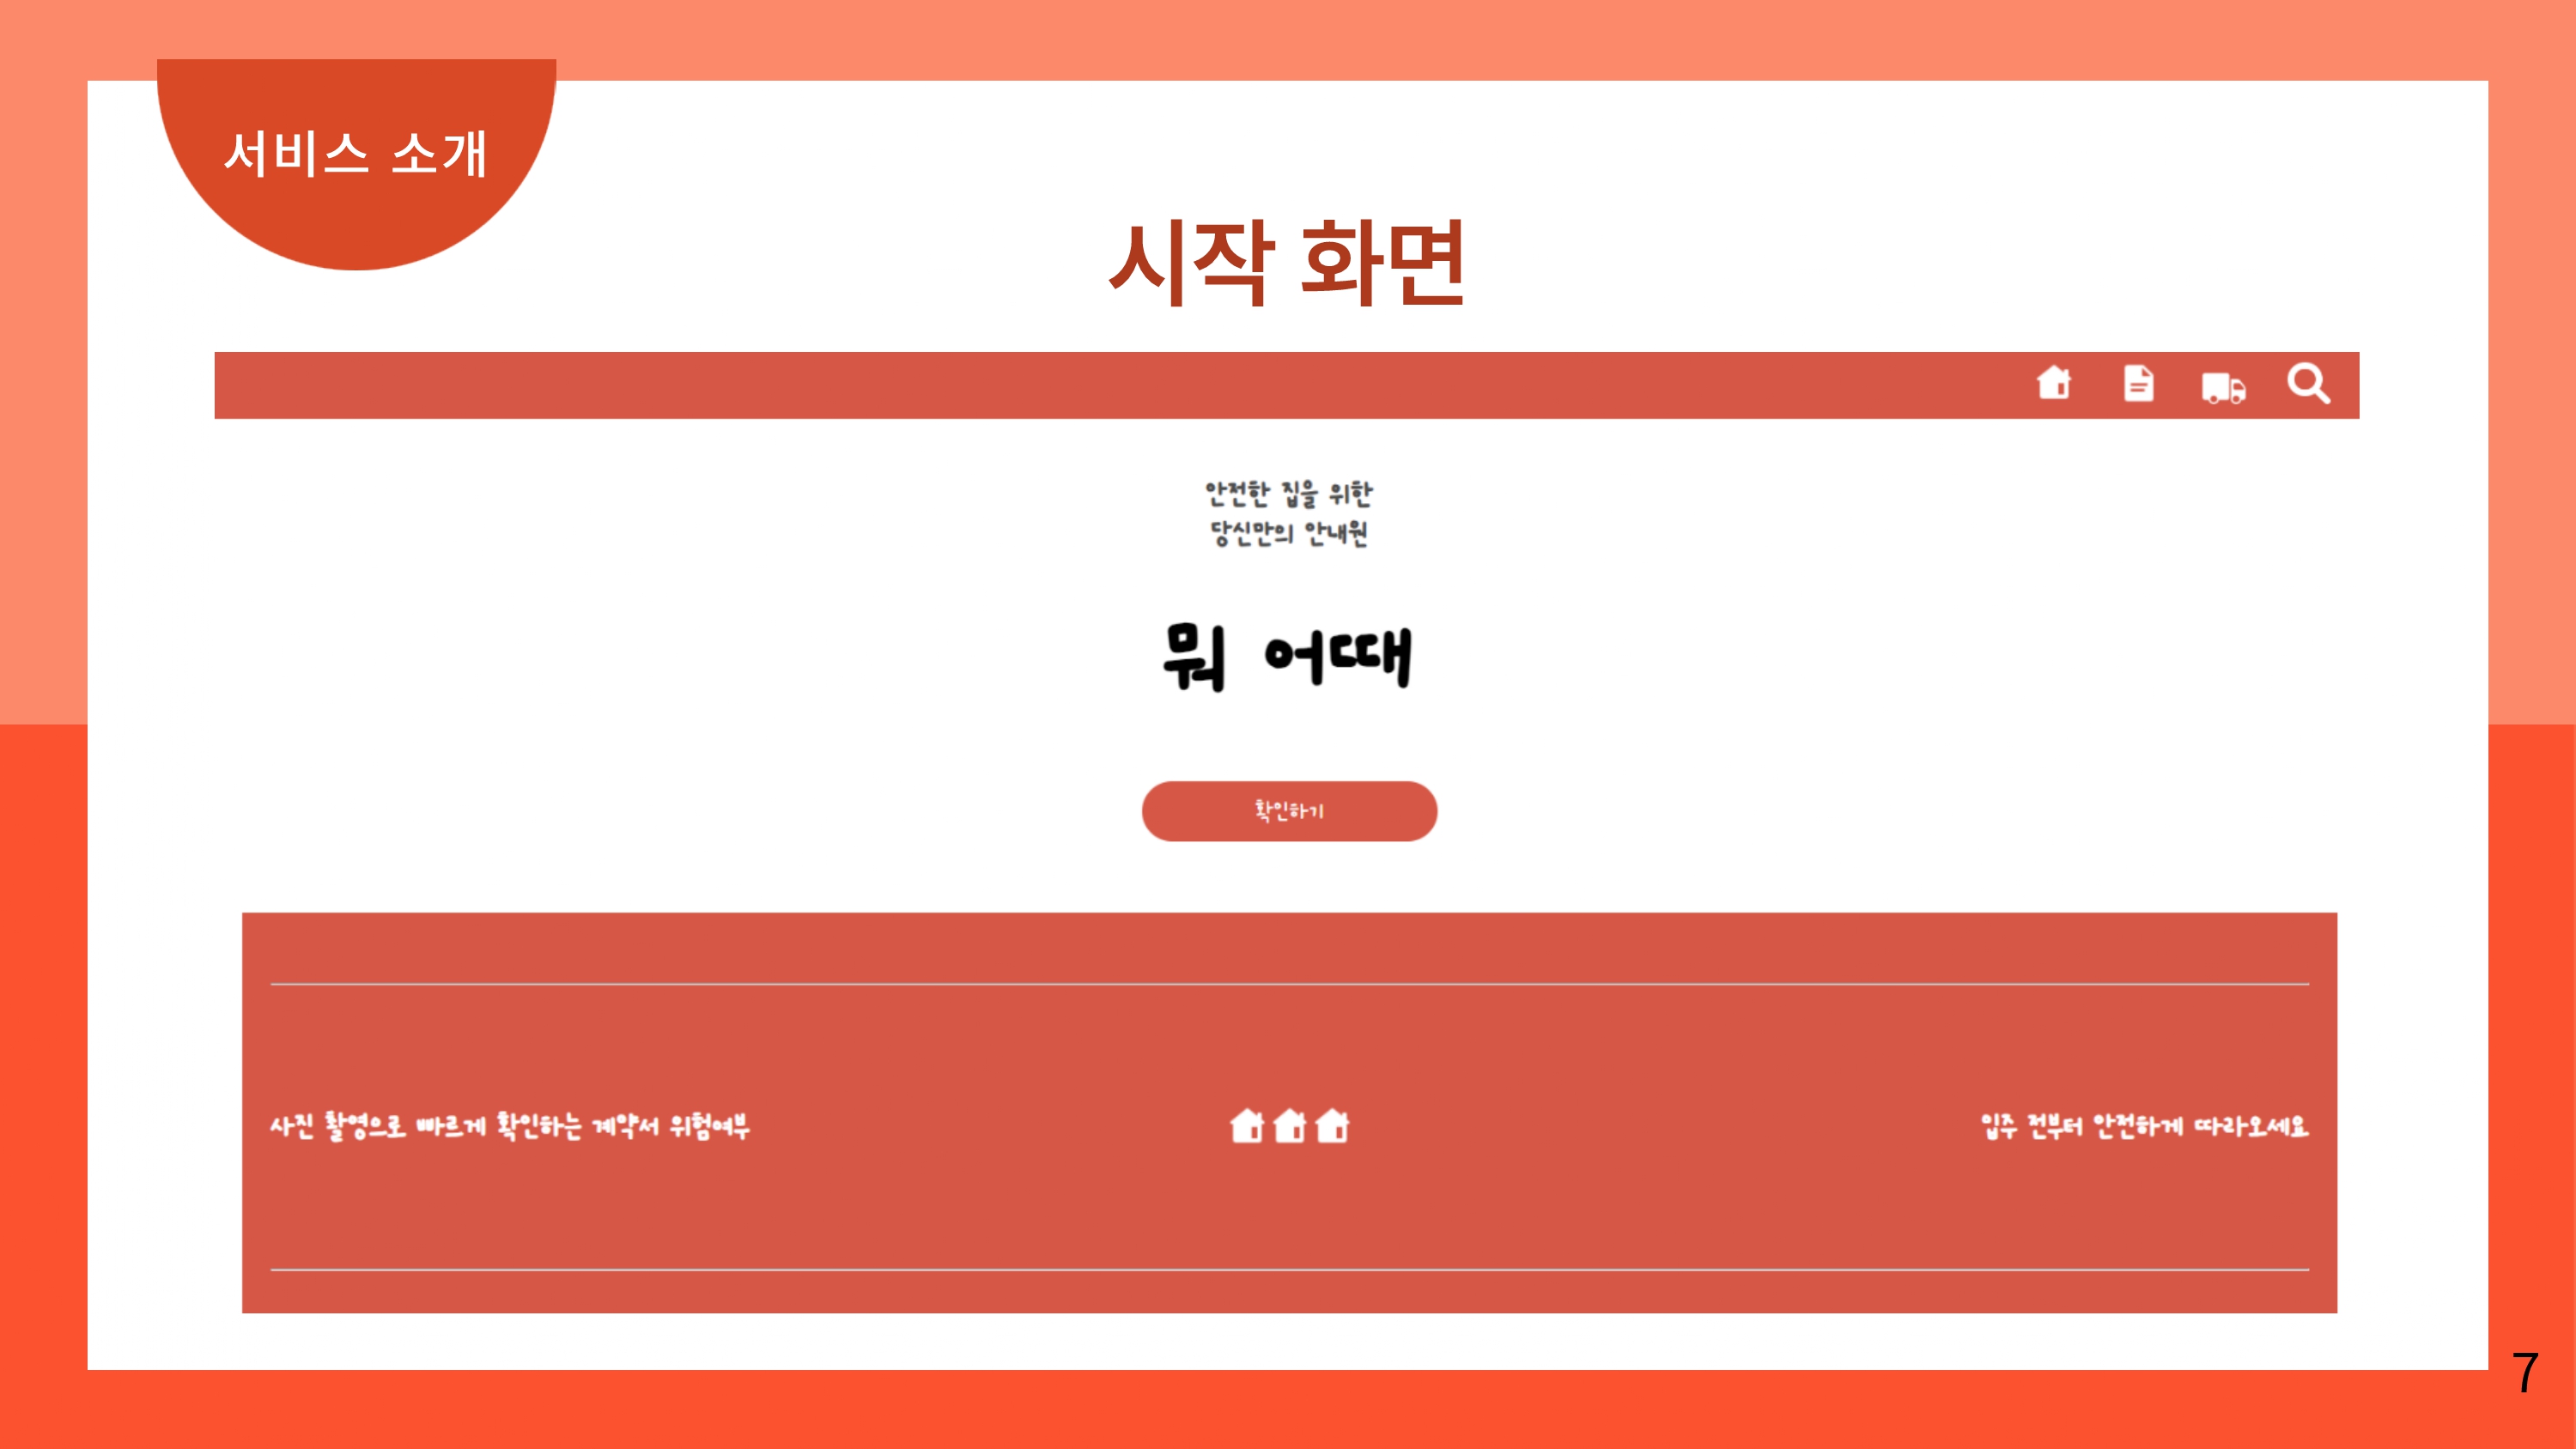 서비스 소개
시작 화면
안전한 집을 위한
당신만의 안내원
뭐 어때
확인하기
사진 촬영으로 빠르게 확인하는 계약서 위험여부
입주 전부터 안전하게 따라오세요
7